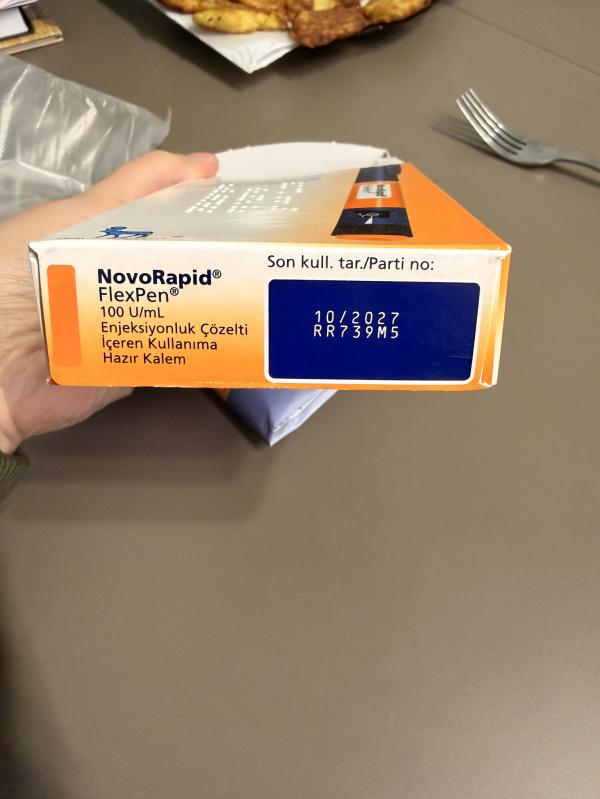 NovoRapid®
FlexPen®
100 U/mL
Enjeksiyonluk Çözelti
İçeren Kullanıma
Hazır Kalem
Son kull. tar./Parti no:
10/2027
RR739M5